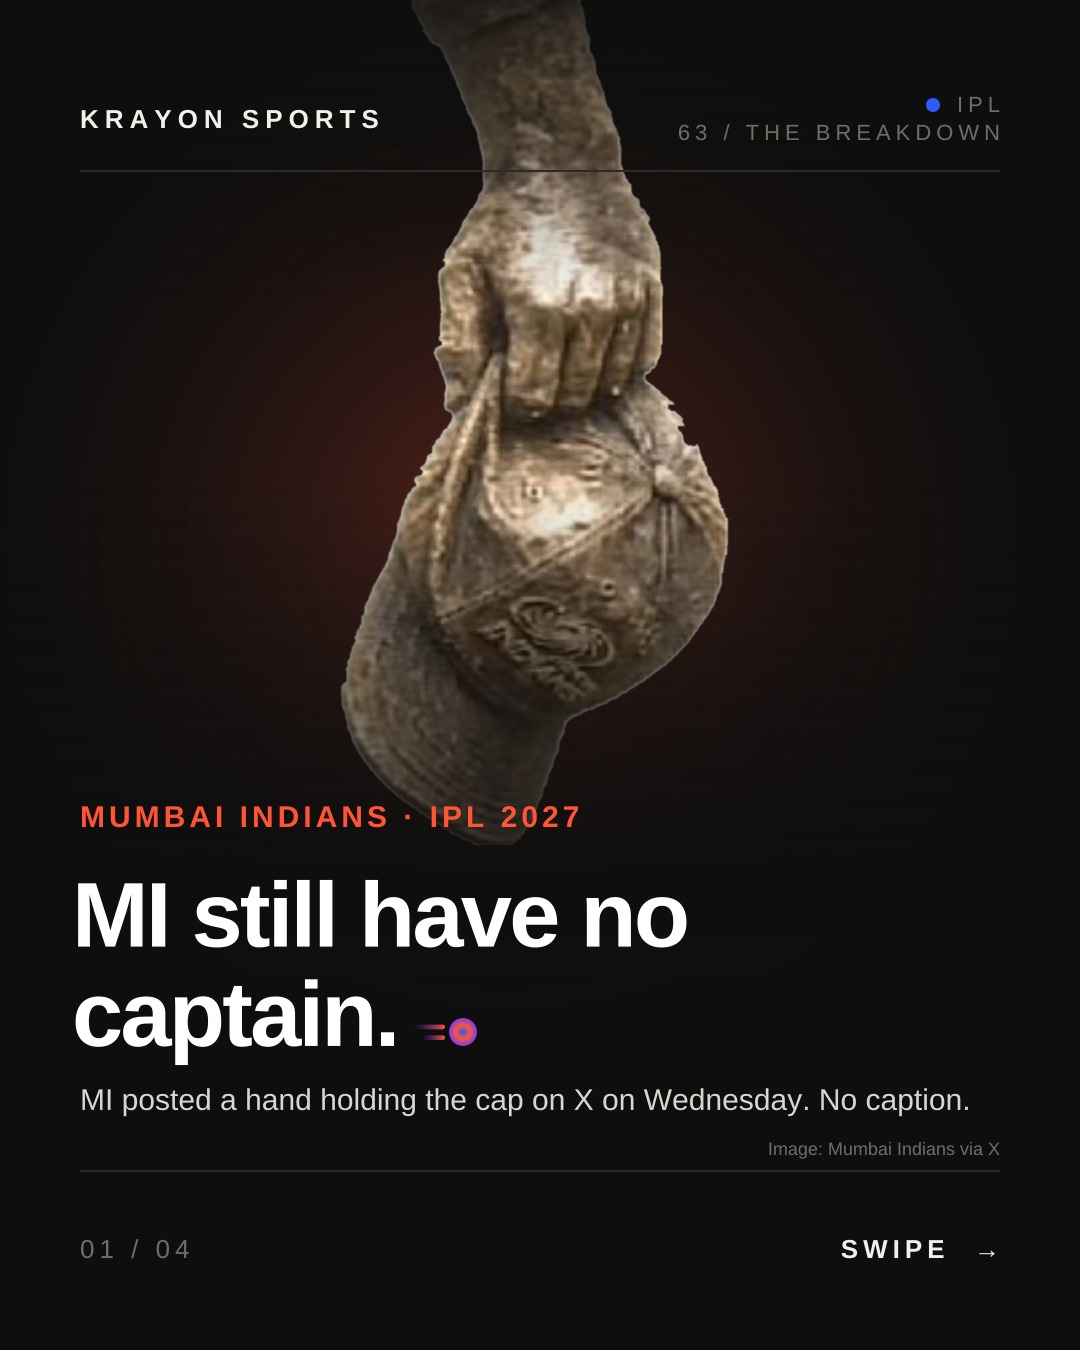 KRAYON SPORTS
IPL
63 / THE BREAKDOWN
INDIANS
MUMBAI INDIANS · IPL 2027
MI still have no
captain.
MI posted a hand holding the cap on X on Wednesday. No caption.
Image: Mumbai Indians via X
01 / 04
SWIPE →